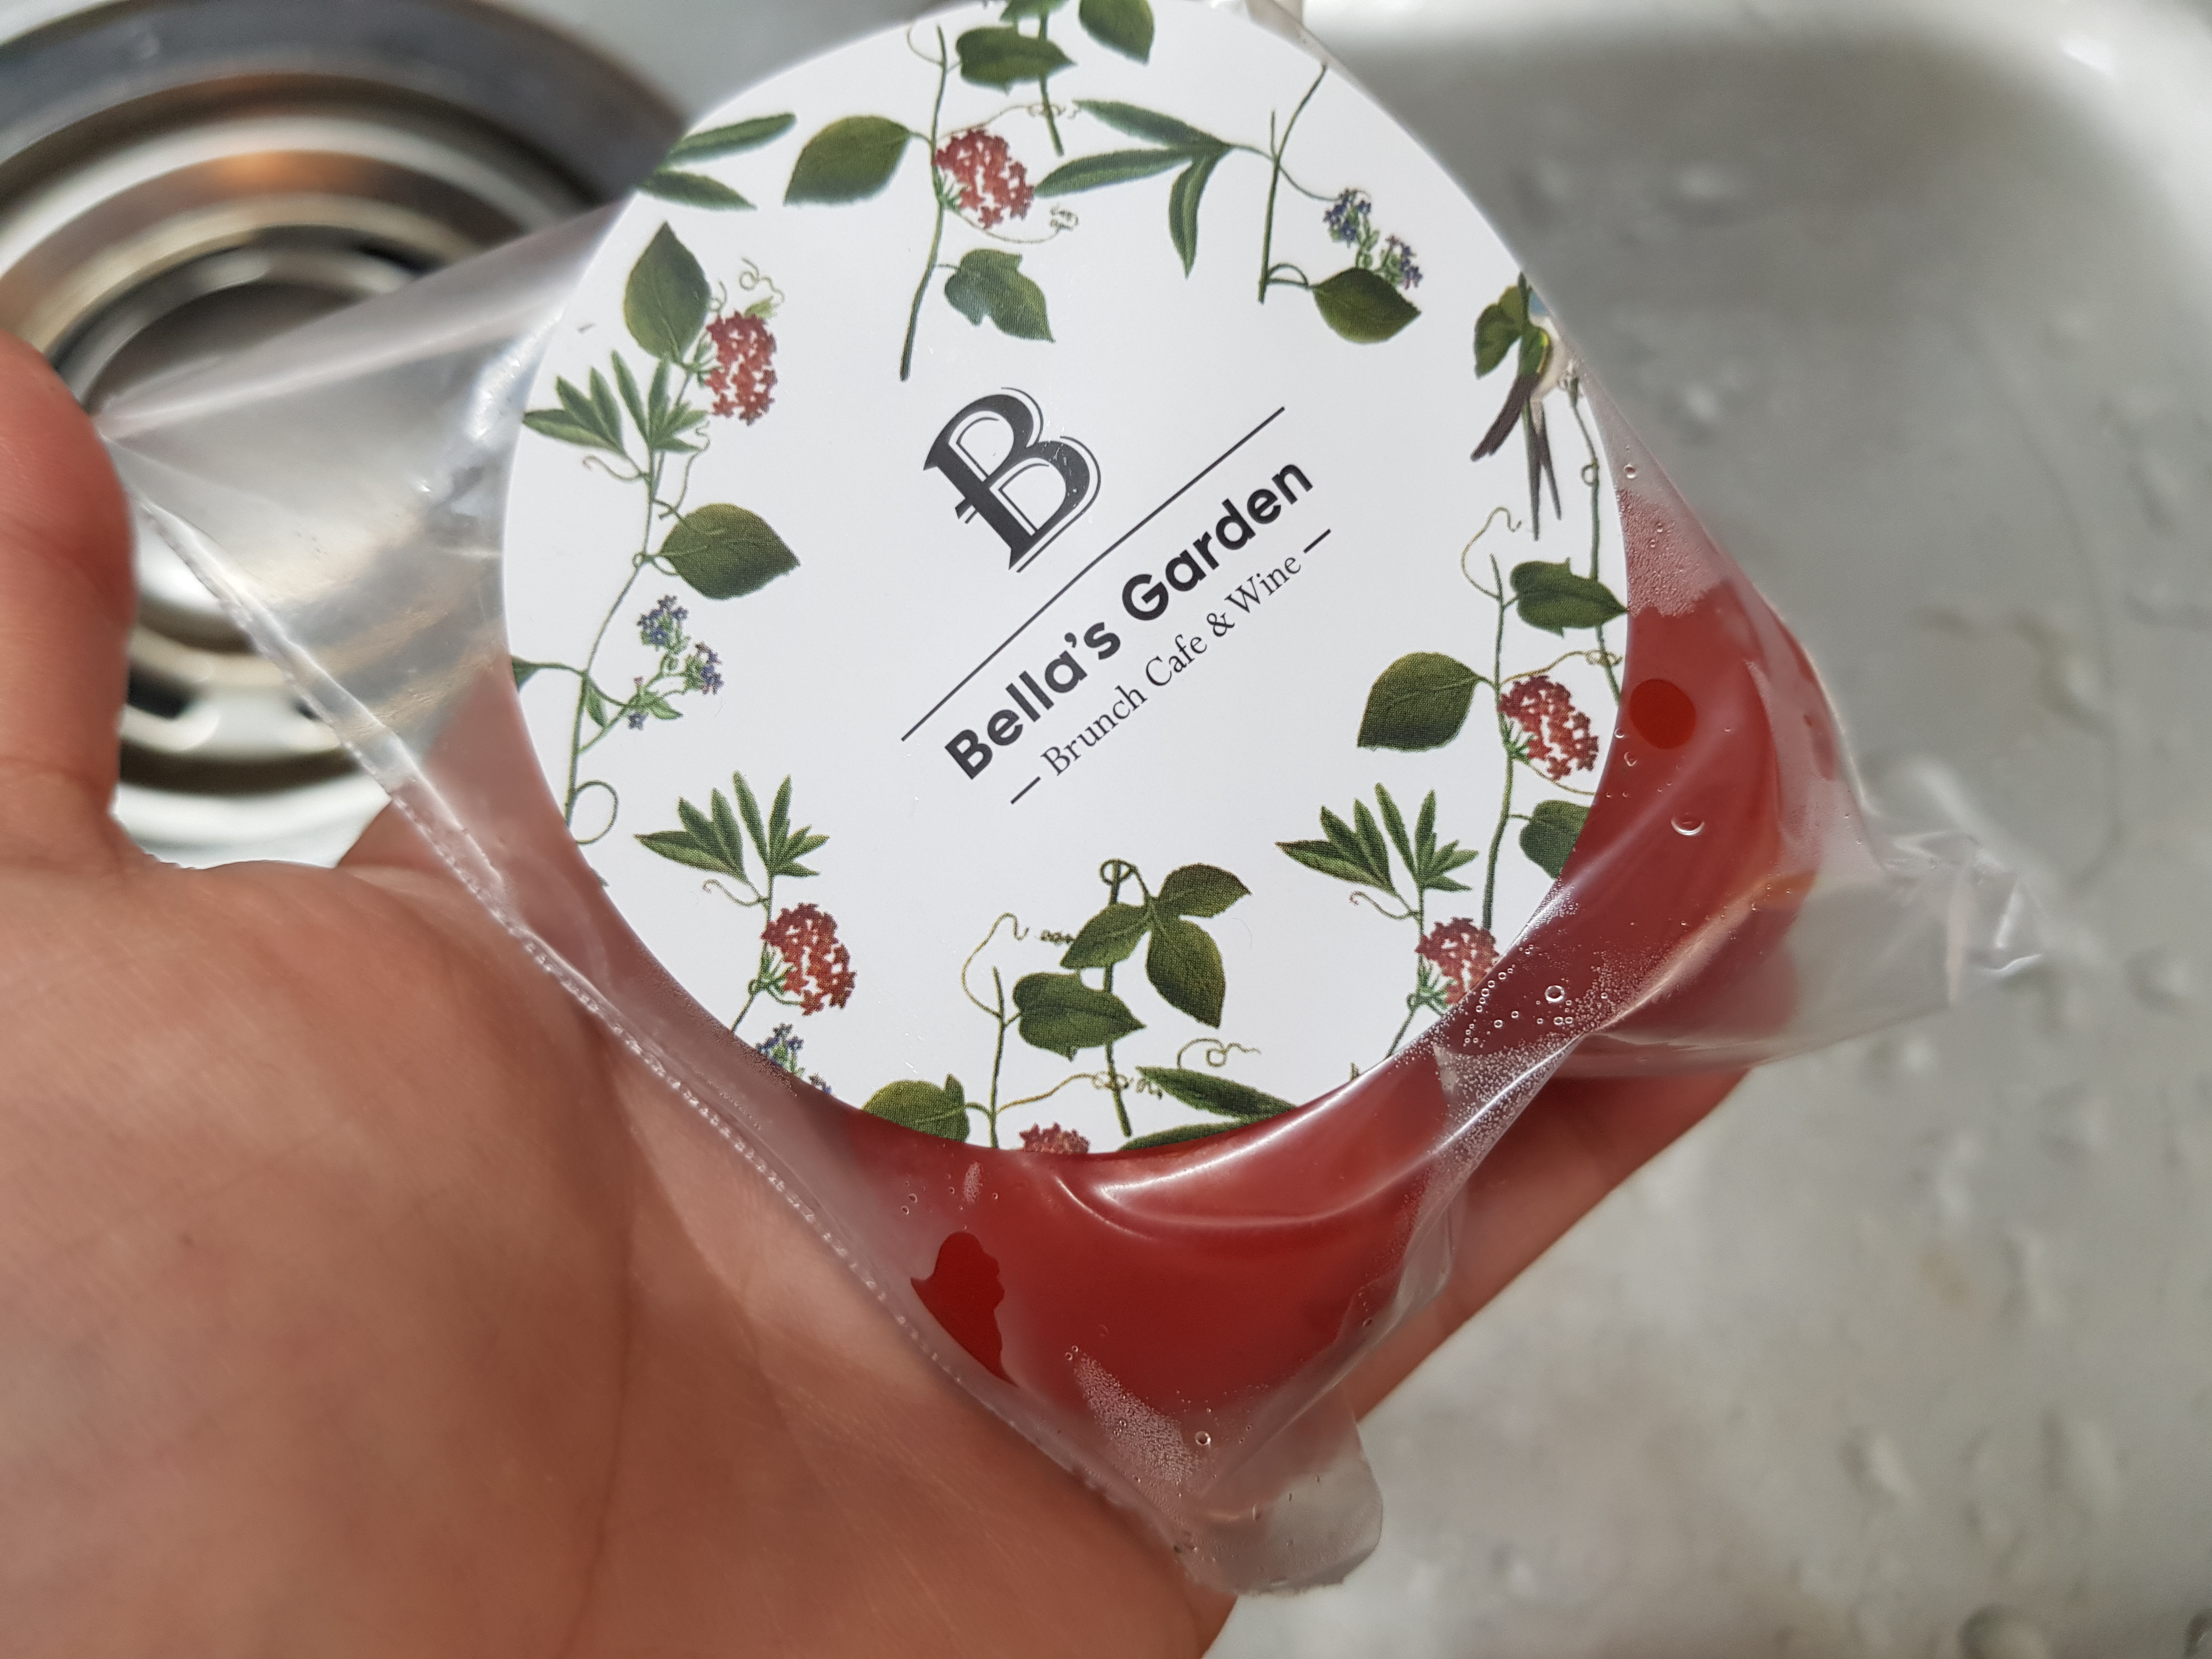 B
Bella's Garden
Brunch Cafe & Wine